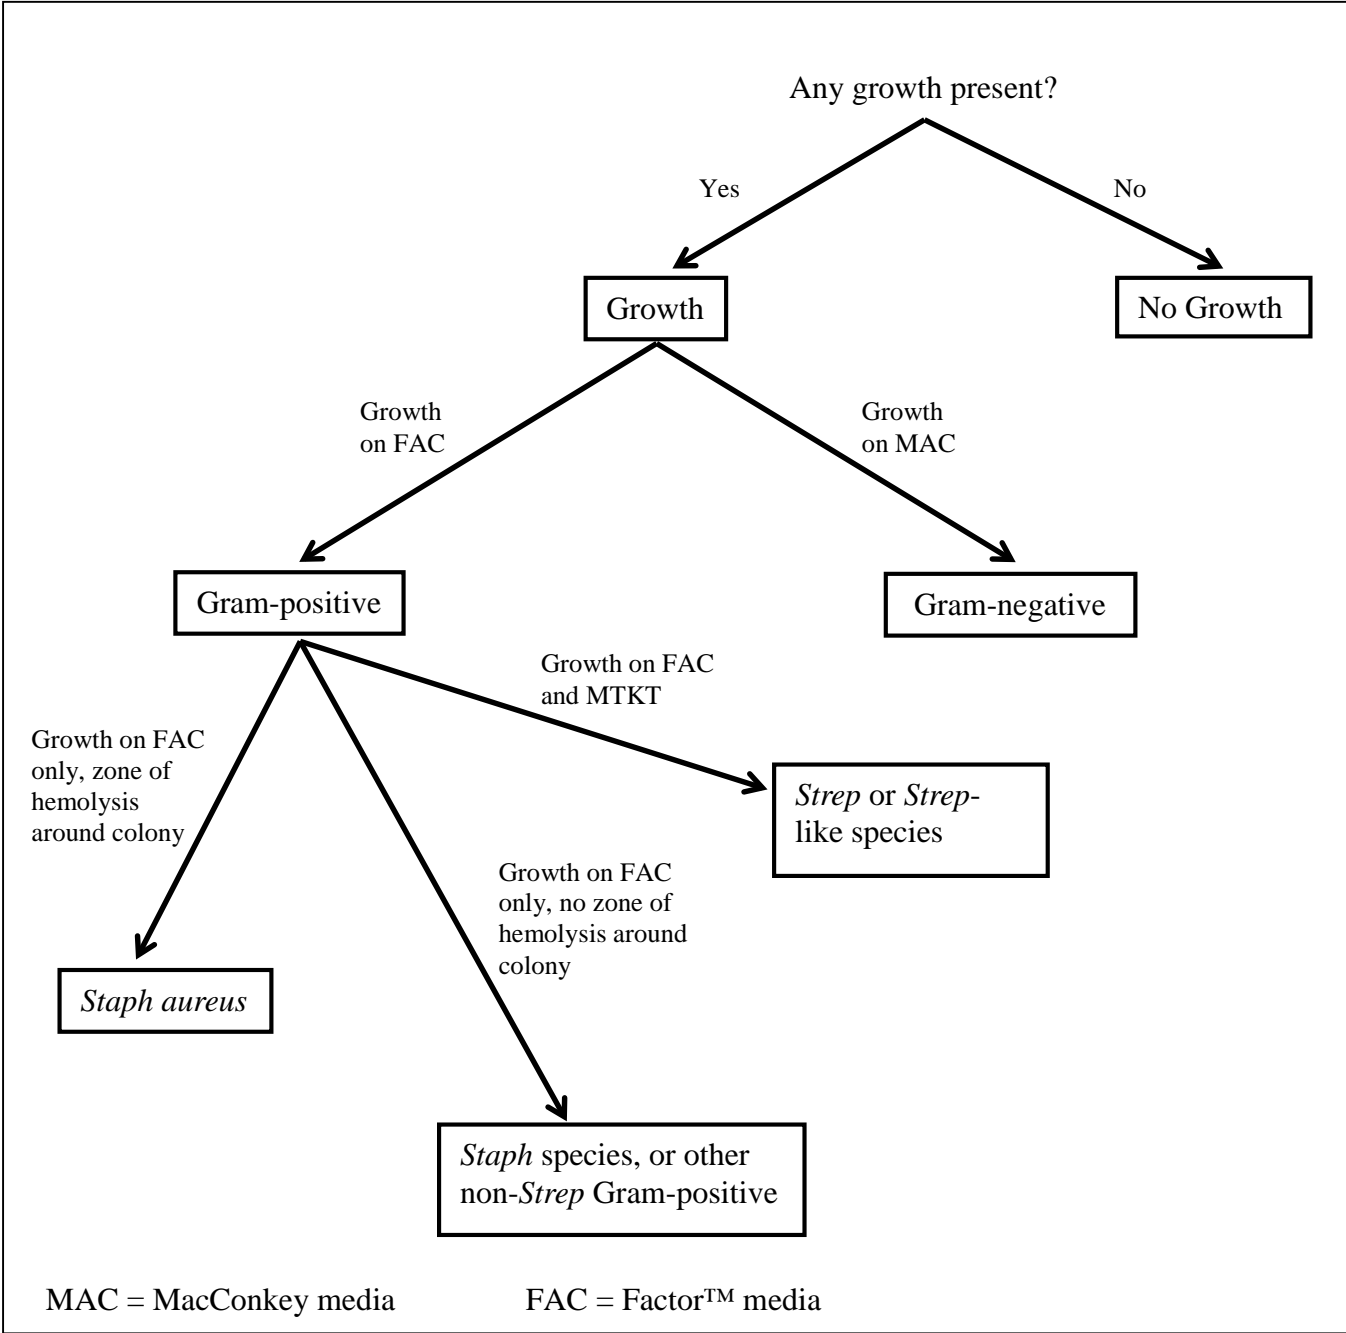 Any growth present?
Yes
No
Growth
No Growth
Growth
on FAC
Growth
on MAC
Gram-positive
Gram-negative
Growth on FAC
and MTKT
Growth on FAC
only, zone of
hemolysis
around colony
Strep or Strep-
like species
Growth on FAC
only, no zone of
hemolysis around
colony
Staph aureus
Staph species, or other
non-Strep Gram-positive
MAC = MacConkey media
FAC = Factor™ media